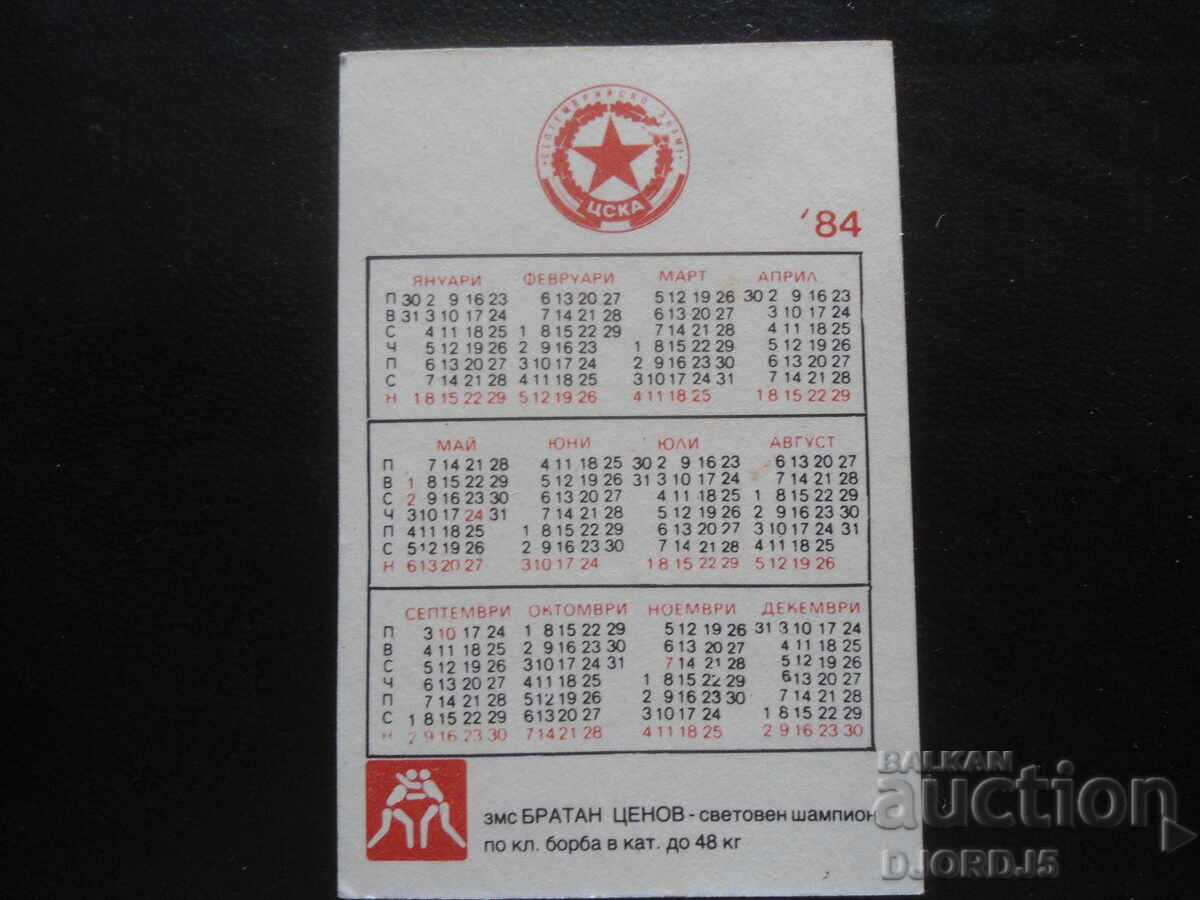 СЕПТЕМВРИЙСКО ЗНАМЕ
ЦСКА
'84
ЯНУАРИ ФЕВРУАРИ МАРТ АПРИЛ
П 30 2 9 16 23 6 13 20 27 5 12 19 26 30 2 9 16 23
В 31 3 10 17 24 7 14 21 28 6 13 20 27 3 10 17 24
С 4 11 18 25 1 8 15 22 29 7 14 21 28 4 11 18 25
Ч 5 12 19 26 2 9 16 23 1 8 15 22 29 5 12 19 26
П 6 13 20 27 3 10 17 24 2 9 16 23 30 6 13 20 27
С 7 14 21 28 4 11 18 25 3 10 17 24 31 7 14 21 28
Н 1 8 15 22 29 5 12 19 26 4 11 18 25 1 8 15 22 29
МАЙ ЮНИ ЮЛИ АВГУСТ
П 7 14 21 28 4 11 18 25 30 2 9 16 23 6 13 20 27
В 1 8 15 22 29 5 12 19 26 31 3 10 17 24 7 14 21 28
С 2 9 16 23 30 6 13 20 27 4 11 18 25 1 8 15 22 29
Ч 3 10 17 24 31 7 14 21 28 5 12 19 26 2 9 16 23 30
П 4 11 18 25 1 8 15 22 29 6 13 20 27 3 10 17 24 31
С 5 12 19 26 2 9 16 23 30 7 14 21 28 4 11 18 25
Н 6 13 20 27 3 10 17 24 1 8 15 22 29 5 12 19 26
СЕПТЕМВРИ ОКТОМВРИ НОЕМВРИ ДЕКЕМВРИ
П 3 10 17 24 1 8 15 22 29 5 12 19 26 31 3 10 17 24
В 4 11 18 25 2 9 16 23 30 6 13 20 27 4 11 18 25
С 5 12 19 26 3 10 17 24 31 7 14 21 28 5 12 19 26
Ч 6 13 20 27 4 11 18 25 1 8 15 22 29 6 13 20 27
П 7 14 21 28 5 12 19 26 2 9 16 23 30 7 14 21 28
С 1 8 15 22 29 6 13 20 27 3 10 17 24 1 8 15 22 29
Н 2 9 16 23 30 7 14 21 28 4 11 18 25 2 9 16 23 30
змс БРАТАН ЦЕНОВ - световен шампион
по кл. борба в кат. до 48 кг
BALKAN
auction
DJORDJ5